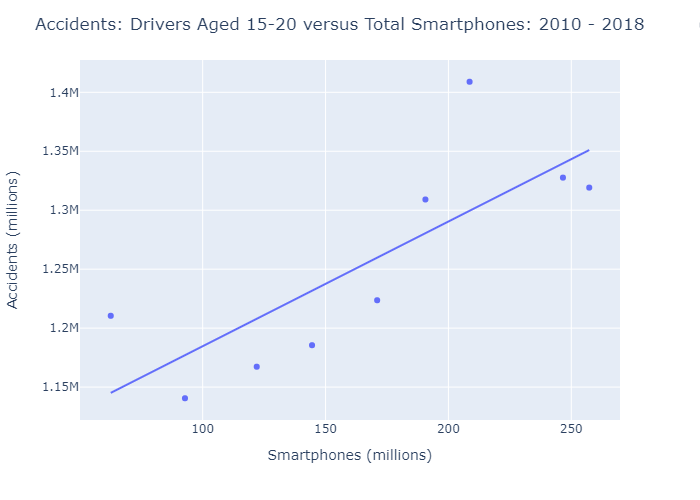 Accidents: Drivers Aged 15-20 versus Total Smartphones: 2010 - 2018
1.4M
1.35M
1.3M
1.25M
1.2M
1.15M
Accidents (millions)
100 150 200 250
Smartphones (millions)